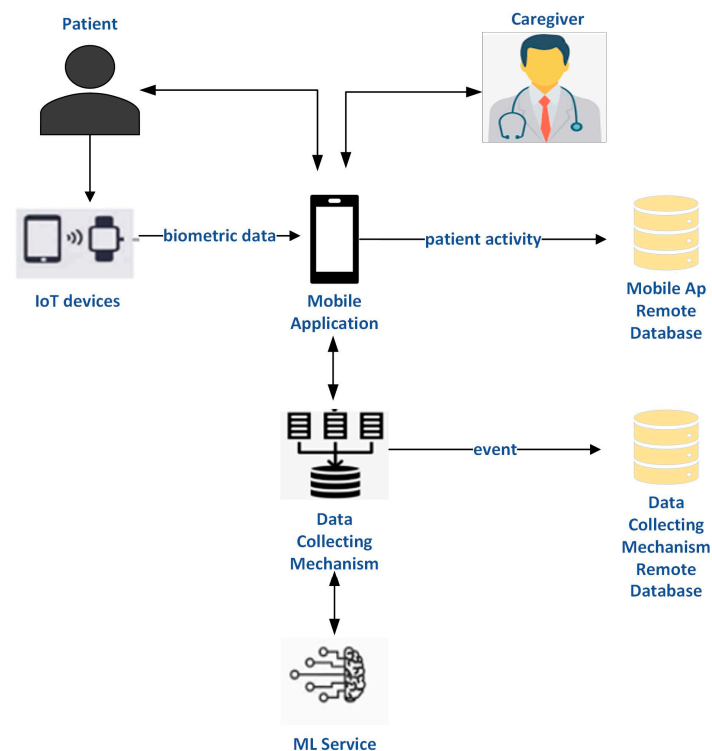 Patient
Caregiver
biometric data
patient activity
IoT devices
Mobile
Application
Mobile Ap
Remote
Database
event
Data
Collecting
Mechanism
Data
Collecting
Mechanism
Remote
Database
ML Service